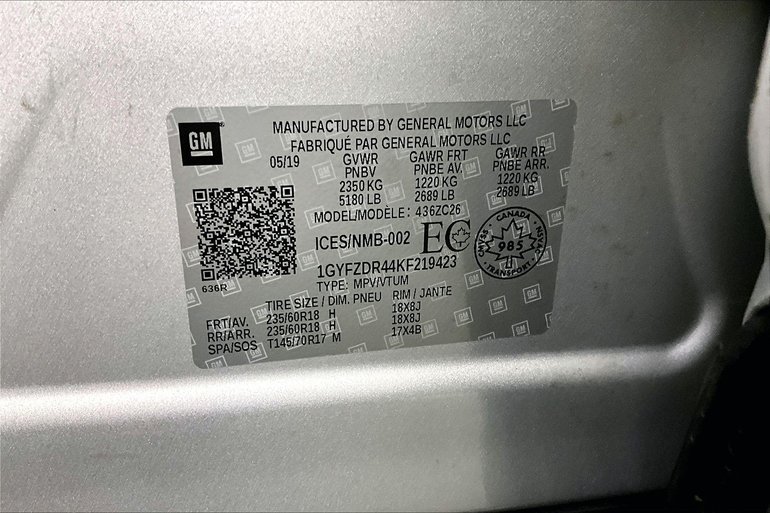 GM
MANUFACTURED BY GENERAL MOTORS LLC
FABRIQUÉ PAR GENERAL MOTORS LLC
05/19 GVWR GAWR FRT GAWR RR
PNBV PNBE AV. PNBE ARR.
2350 KG 1220 KG 1220 KG
5180 LB 2689 LB 2689 LB
MODEL/MODÈLE: 436ZC26
ICES/NMB-002 EC
CANADA
985
TRANSPORT
1GYFZDR44KF219423
636R
TYPE: MPV/VTUM
TIRE SIZE / DIM. PNEU RIM / JANTE
FRT/AV. 235/60R18 H 18X8J
RR/ARR. 235/60R18 H 18X8J
SPA/SOS T145/70R17 M 17X4B